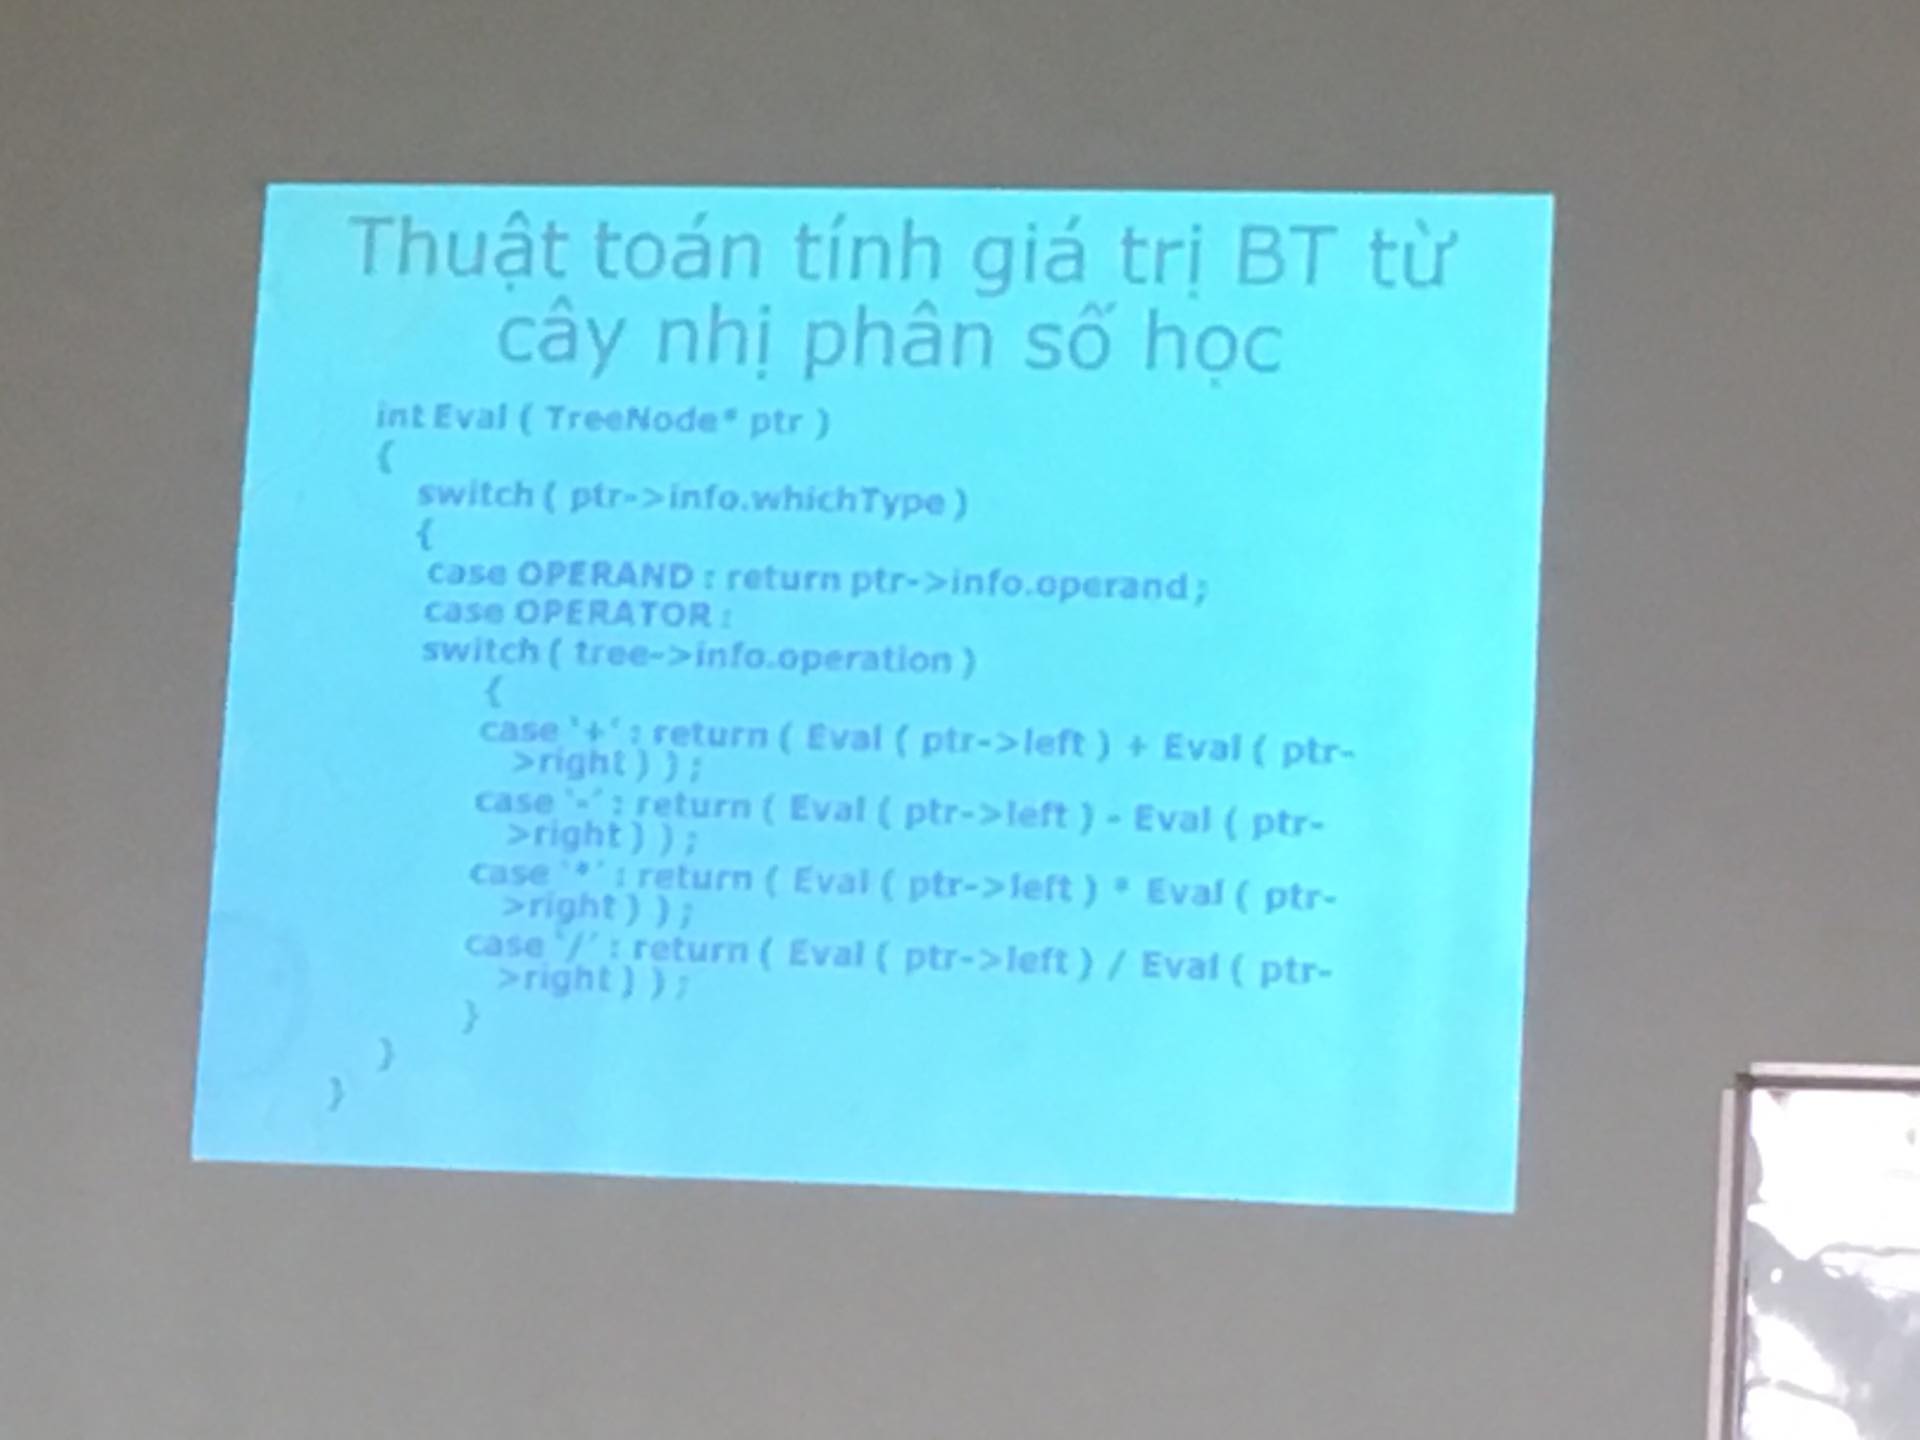 Thuật toán tính giá trị BT từ
cây nhị phân số học
int Eval ( TreeNode* ptr )
{
switch ( ptr->info.whichType )
{
case OPERAND : return ptr->info.operand ;
case OPERATOR :
switch ( tree->info.operation )
{
case ‘+‘ : return ( Eval ( ptr->left ) + Eval ( ptr-
>right ) ) ;
case ‘-’ : return ( Eval ( ptr->left ) - Eval ( ptr-
>right ) ) ;
case ‘*’ : return ( Eval ( ptr->left ) * Eval ( ptr-
>right ) ) ;
case ‘/’ : return ( Eval ( ptr->left ) / Eval ( ptr-
>right ) ) ;
}
}
}